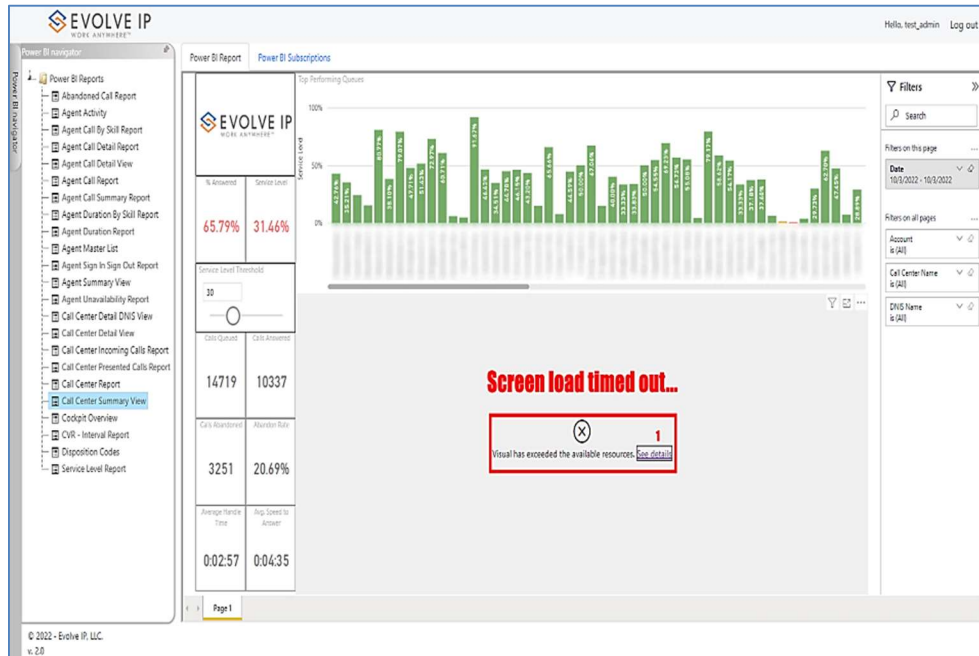 EVOLVE IP
WORK ANYWHERE™
Hello, test_admin Log out
Power BI navigator
Power BI navigator
Power BI Reports
Abandoned Call Report
Agent Activity
Agent Call By Skill Report
Agent Call Detail Report
Agent Call Detail View
Agent Call Report
Agent Call Summary Report
Agent Duration By Skill Report
Agent Duration Report
Agent Master List
Agent Sign In Sign Out Report
Agent Summary View
Agent Unavailability Report
Call Center Detail DNIS View
Call Center Detail View
Call Center Incoming Calls Report
Call Center Presented Calls Report
Call Center Report
Call Center Summary View
Cockpit Overview
CVR - Interval Report
Disposition Codes
Service Level Report
Power BI Report Power BI Subscriptions
EVOLVE IP
WORK ANYWHERE™
% Answered Service Level
65.79% 31.46%
Service Level Threshold
30
Calls Queued Calls Answered
14719 10337
Calls Abandoned Abandon Rate
3251 20.69%
Average Handle Time Avg. Speed to Answer
0:02:57 0:04:35
Top Performing Queues
100%
50%
0%
Screen load timed out...
1
Visual has exceeded the available resources. See details
Filters
Search
Filters on this page
Date
10/3/2022 - 10/3/2022
Filters on all pages
Account
is (All)
Call Center Name
is (All)
DNIS Name
is (All)
Page 1
© 2022 - Evolve IP, LLC.
v. 2.0